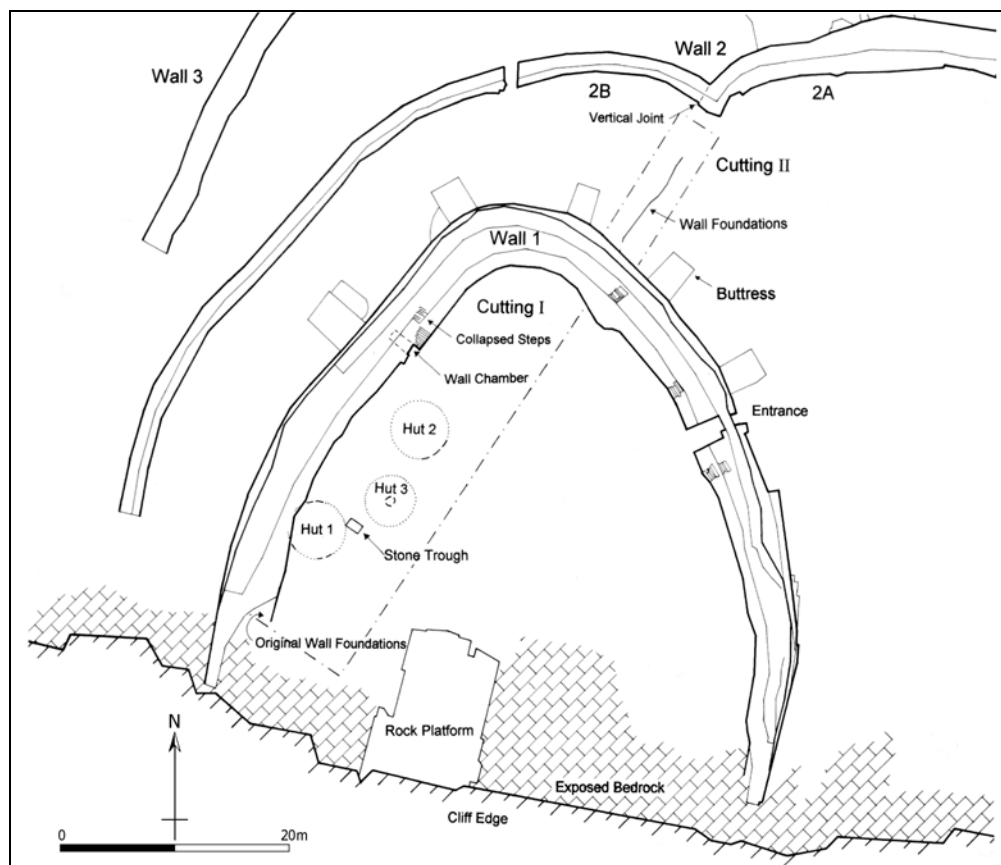 Wall 2
Wall 3
2B
2A
Vertical Joint
Cutting II
Wall Foundations
Wall 1
Buttress
Cutting I
Collapsed Steps
Wall Chamber
Entrance
Hut 2
Hut 3
Hut 1
Stone Trough
Original Wall Foundations
Rock Platform
N
Exposed Bedrock
Cliff Edge
0 20m